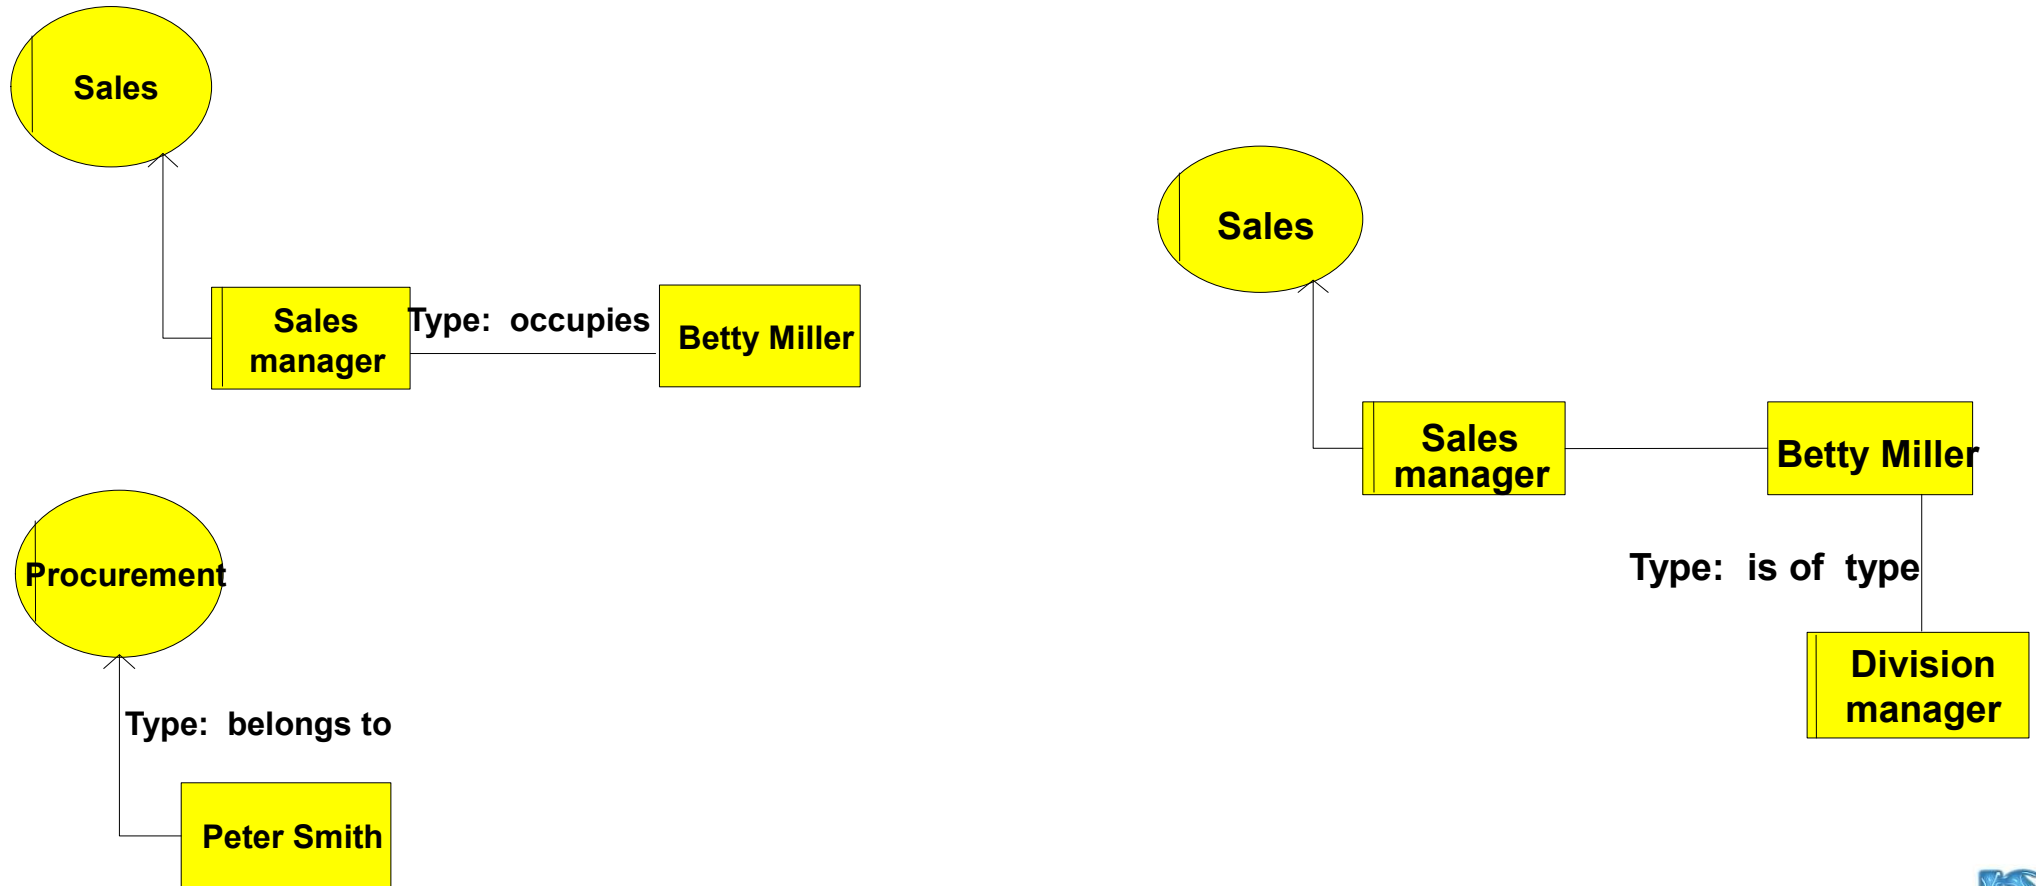 Sales
Sales
manager
Type: occupies
Betty Miller
Procurement
Type: belongs to
Peter Smith
Sales
Sales
manager
Betty Miller
Type: is of type
Division
manager